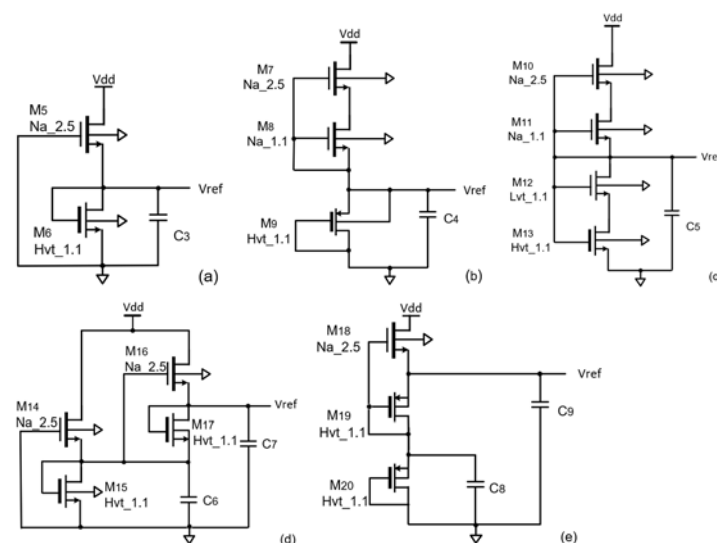 Vdd
M5
Na_2.5
M6
Hvt_1.1
C3
Vref
(a)
Vdd
M7
Na_2.5
M8
Na_1.1
M9
Hvt_1.1
C4
Vref
(b)
Vdd
M10
Na_2.5
M11
Na_1.1
M12
Lvt_1.1
M13
Hvt_1.1
C5
Vre
(c
Vdd
M16
Na_2.5
M14
Na_2.5
M17
Hvt_1.1
M15
Hvt_1.1
C6
C7
Vref
(d)
Vdd
M18
Na_2.5
M19
Hvt_1.1
M20
Hvt_1.1
C8
C9
Vref
(e)